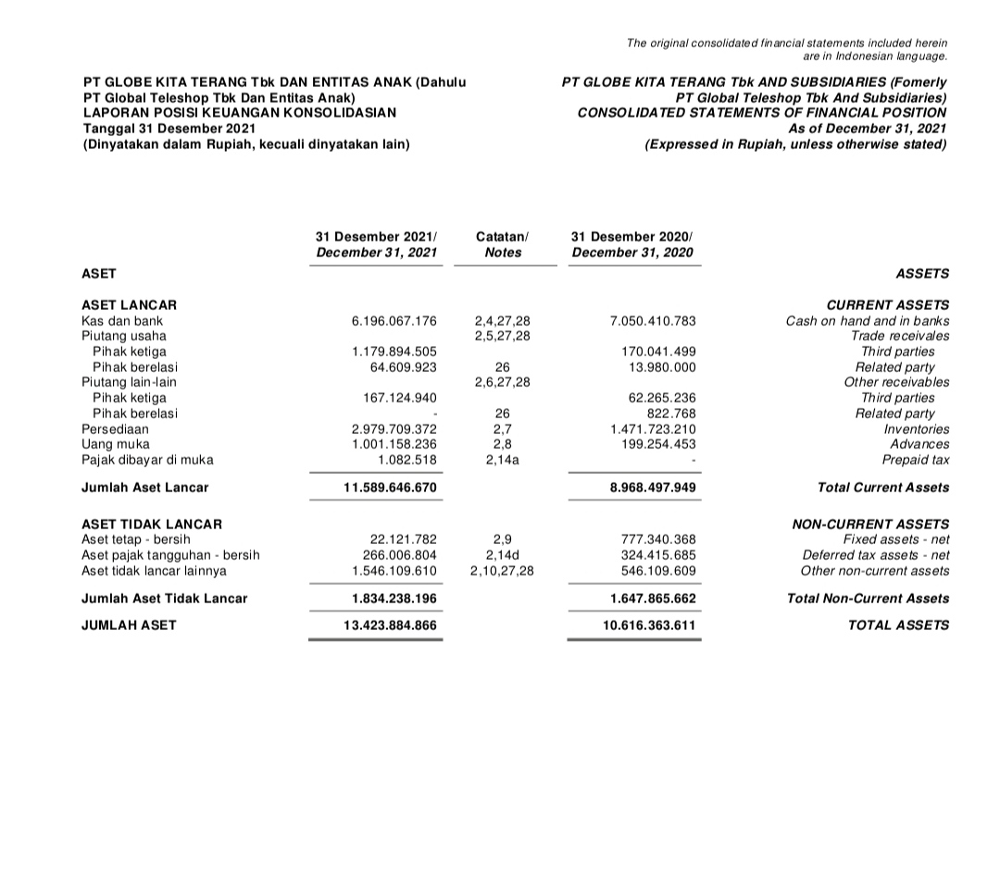 The original consolidated financial statements included herein
are in Indonesian language.
PT GLOBE KITA TERANG Tbk DAN ENTITAS ANAK (Dahulu
PT Global Teleshop Tbk Dan Entitas Anak)
LAPORAN POSISI KEUANGAN KONSOLIDASIAN
Tanggal 31 Desember 2021
(Dinyatakan dalam Rupiah, kecuali dinyatakan lain)
PT GLOBE KITA TERANG Tbk AND SUBSIDIARIES (Fomerly
PT Global Teleshop Tbk And Subsidiaries)
CONSOLIDATED STATEMENTS OF FINANCIAL POSITION
As of December 31, 2021
(Expressed in Rupiah, unless otherwise stated)
31 Desember 2021/ Catatan/ 31 Desember 2020/
December 31, 2021 Notes December 31, 2020
ASET ASSETS
ASET LANCAR CURRENT ASSETS
Kas dan bank 6.196.067.176 2,4,27,28 7.050.410.783 Cash on hand and in banks
Piutang usaha 2,5,27,28 Trade receivales
Pihak ketiga 1.179.894.505 170.041.499 Third parties
Pihak berelasi 64.609.923 26 13.980.000 Related party
Piutang lain-lain 2,6,27,28 Other receivables
Pihak ketiga 167.124.940 62.265.236 Third parties
Pihak berelasi - 26 822.768 Related party
Persediaan 2.979.709.372 2,7 1.471.723.210 Inventories
Uang muka 1.001.158.236 2,8 199.254.453 Advances
Pajak dibayar di muka 1.082.518 2,14a - Prepaid tax
Jumlah Aset Lancar 11.589.646.670 8.968.497.949 Total Current Assets
ASET TIDAK LANCAR NON-CURRENT ASSETS
Aset tetap - bersih 22.121.782 2,9 777.340.368 Fixed assets - net
Aset pajak tangguhan - bersih 266.006.804 2,14d 324.415.685 Deferred tax assets - net
Aset tidak lancar lainnya 1.546.109.610 2,10,27,28 546.109.609 Other non-current assets
Jumlah Aset Tidak Lancar 1.834.238.196 1.647.865.662 Total Non-Current Assets
JUMLAH ASET 13.423.884.866 10.616.363.611 TOTAL ASSETS